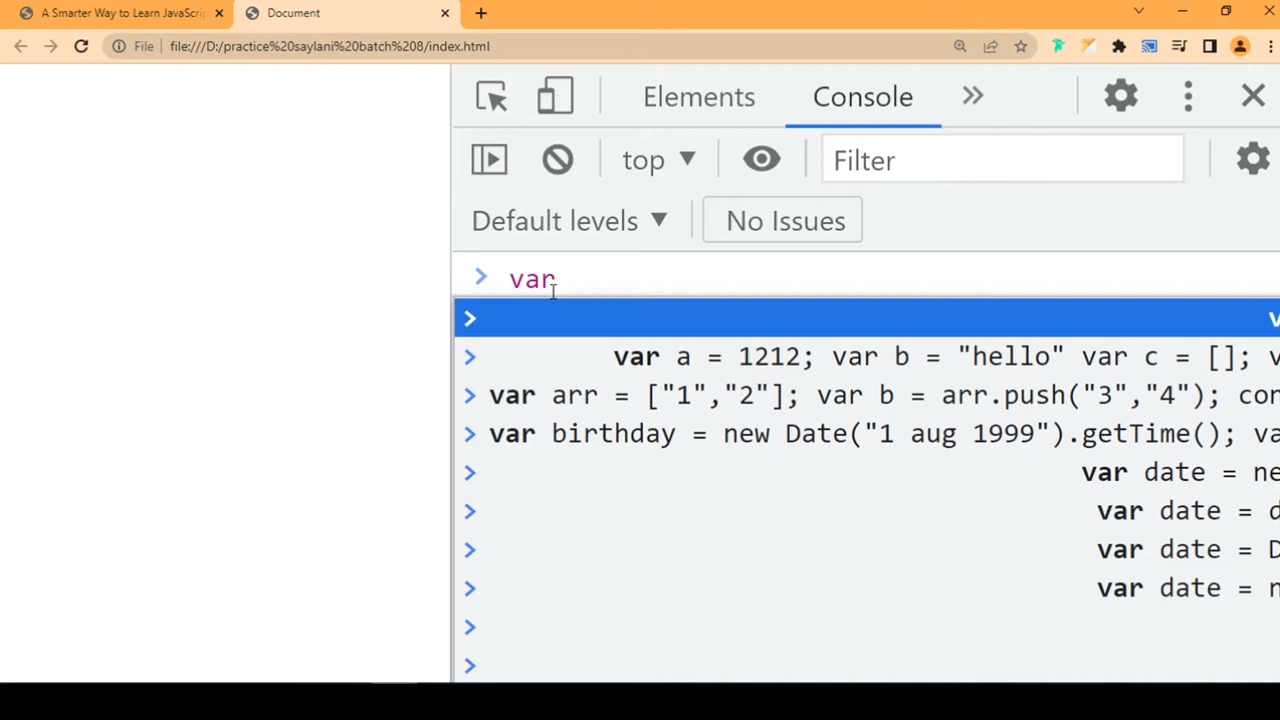 A Smarter Way to Learn JavaScrip
Document
File file:///D:/practice%20saylani%20batch%208/index.html
Elements Console
top Filter
Default levels No Issues
> var
>
> var a = 1212; var b = "hello" var c = [];
> var arr = ["1","2"]; var b = arr.push("3","4"); con
> var birthday = new Date("1 aug 1999").getTime(); va
> var date = ne
> var date = d
> var date = D
> var date = n
>
>